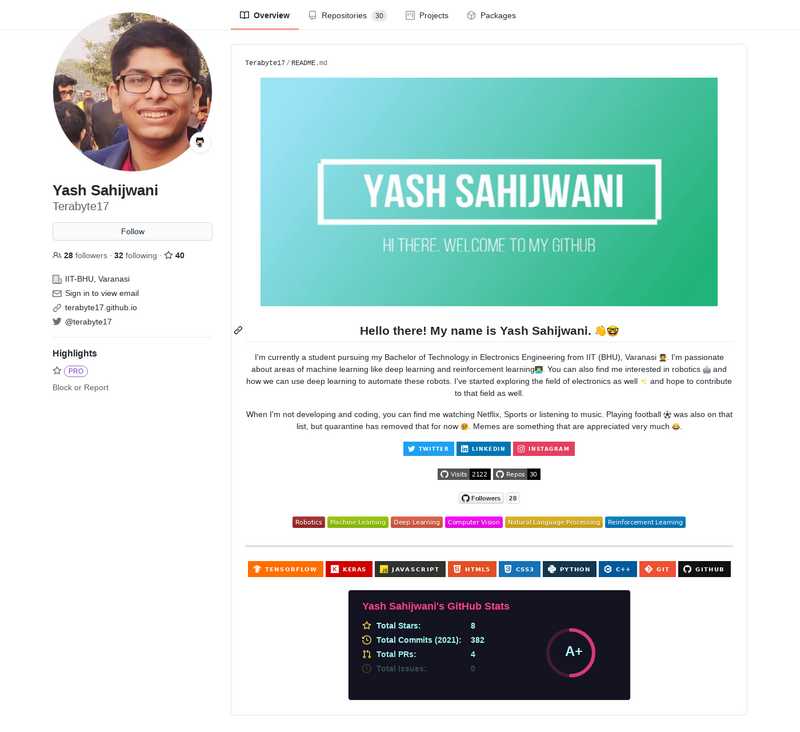 Overview Repositories 30 Projects Packages
Yash Sahijwani
Terabyte17
Follow
28 followers · 32 following · 40
IIT-BHU, Varanasi
Sign in to view email
terabyte17.github.io
@terabyte17
Highlights
PRO
Block or Report
Terabyte17 / README.md
YASH SAHIJWANI
HI THERE. WELCOME TO MY GITHUB
Hello there! My name is Yash Sahijwani. 👋🤓
I'm currently a student pursuing my Bachelor of Technology in Electronics Engineering from IIT (BHU), Varanasi 👨‍🎓. I'm passionate
about areas of machine learning like deep learning and reinforcement learning👨‍💻. You can also find me interested in robotics 🤖 and
how we can use deep learning to automate these robots. I've started exploring the field of electronics as well and hope to contribute
to that field as well.
When I'm not developing and coding, you can find me watching Netflix, Sports or listening to music. Playing football ⚽ was also on that
list, but quarantine has removed that for now 😢. Memes are something that are appreciated very much 😂.
TWITTER LINKEDIN INSTAGRAM
Visits 2122 Repos 30
Followers 28
Robotics Machine Learning Deep Learning Computer Vision Natural Language Processing Reinforcement Learning
TENSORFLOW KERAS JAVASCRIPT HTML5 CSS3 PYTHON C++ GIT GITHUB
Yash Sahijwani's GitHub Stats
Total Stars: 8
Total Commits (2021): 382
Total PRs: 4
Total Issues: 0
A+